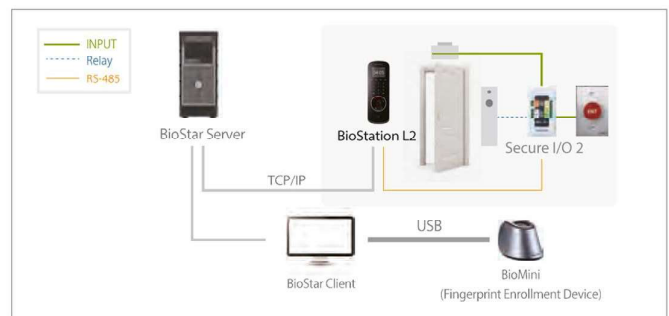 INPUT
Relay
RS-485
BioStar Server
BioStation L2
EXIT
Secure I/O 2
TCP/IP
USB
BioStar Client
BioMini
(Fingerprint Enrollment Device)